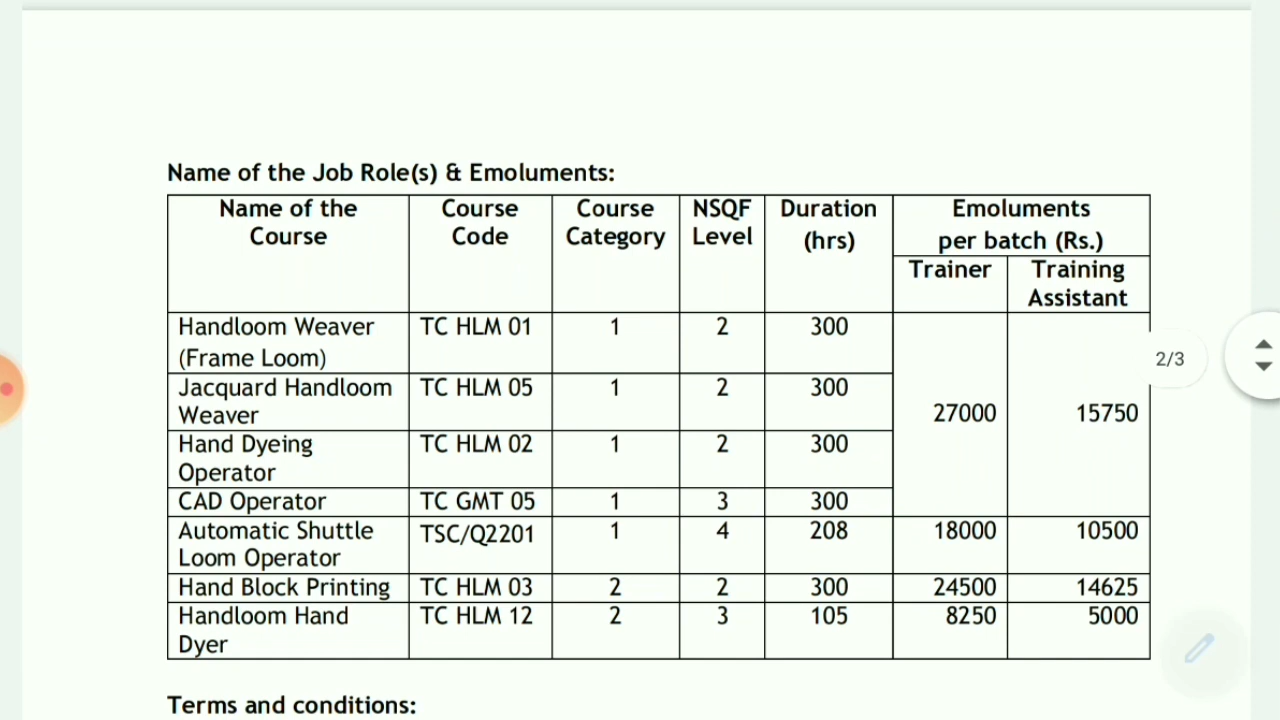 Name of the Job Role(s) & Emoluments:
Name of the Course | Course Code | Course Category | NSQF Level | Duration (hrs) | Emoluments per batch (Rs.)
Trainer | Training Assistant
Handloom Weaver (Frame Loom) | TC HLM 01 | 1 | 2 | 300 | 27000 | 15750
Jacquard Handloom Weaver | TC HLM 05 | 1 | 2 | 300
Hand Dyeing Operator | TC HLM 02 | 1 | 2 | 300
CAD Operator | TC GMT 05 | 1 | 3 | 300
Automatic Shuttle Loom Operator | TSC/Q2201 | 1 | 4 | 208 | 18000 | 10500
Hand Block Printing | TC HLM 03 | 2 | 2 | 300 | 24500 | 14625
Handloom Hand Dyer | TC HLM 12 | 2 | 3 | 105 | 8250 | 5000
2/3
Terms and conditions: